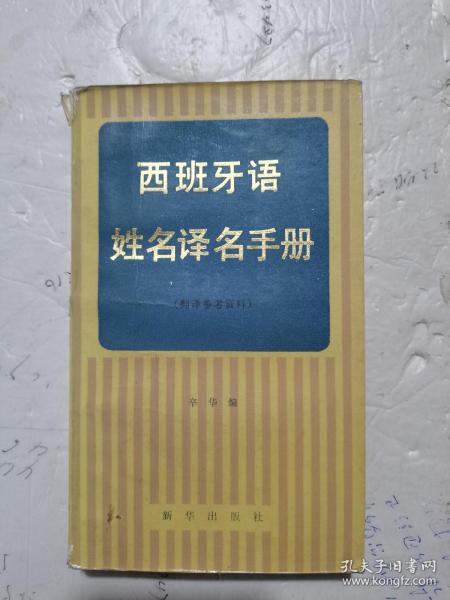 西班牙语
姓名译名手册
(翻译参考资料)
辛华编
新华出版社
孔夫子旧书网
www.kongfz.com